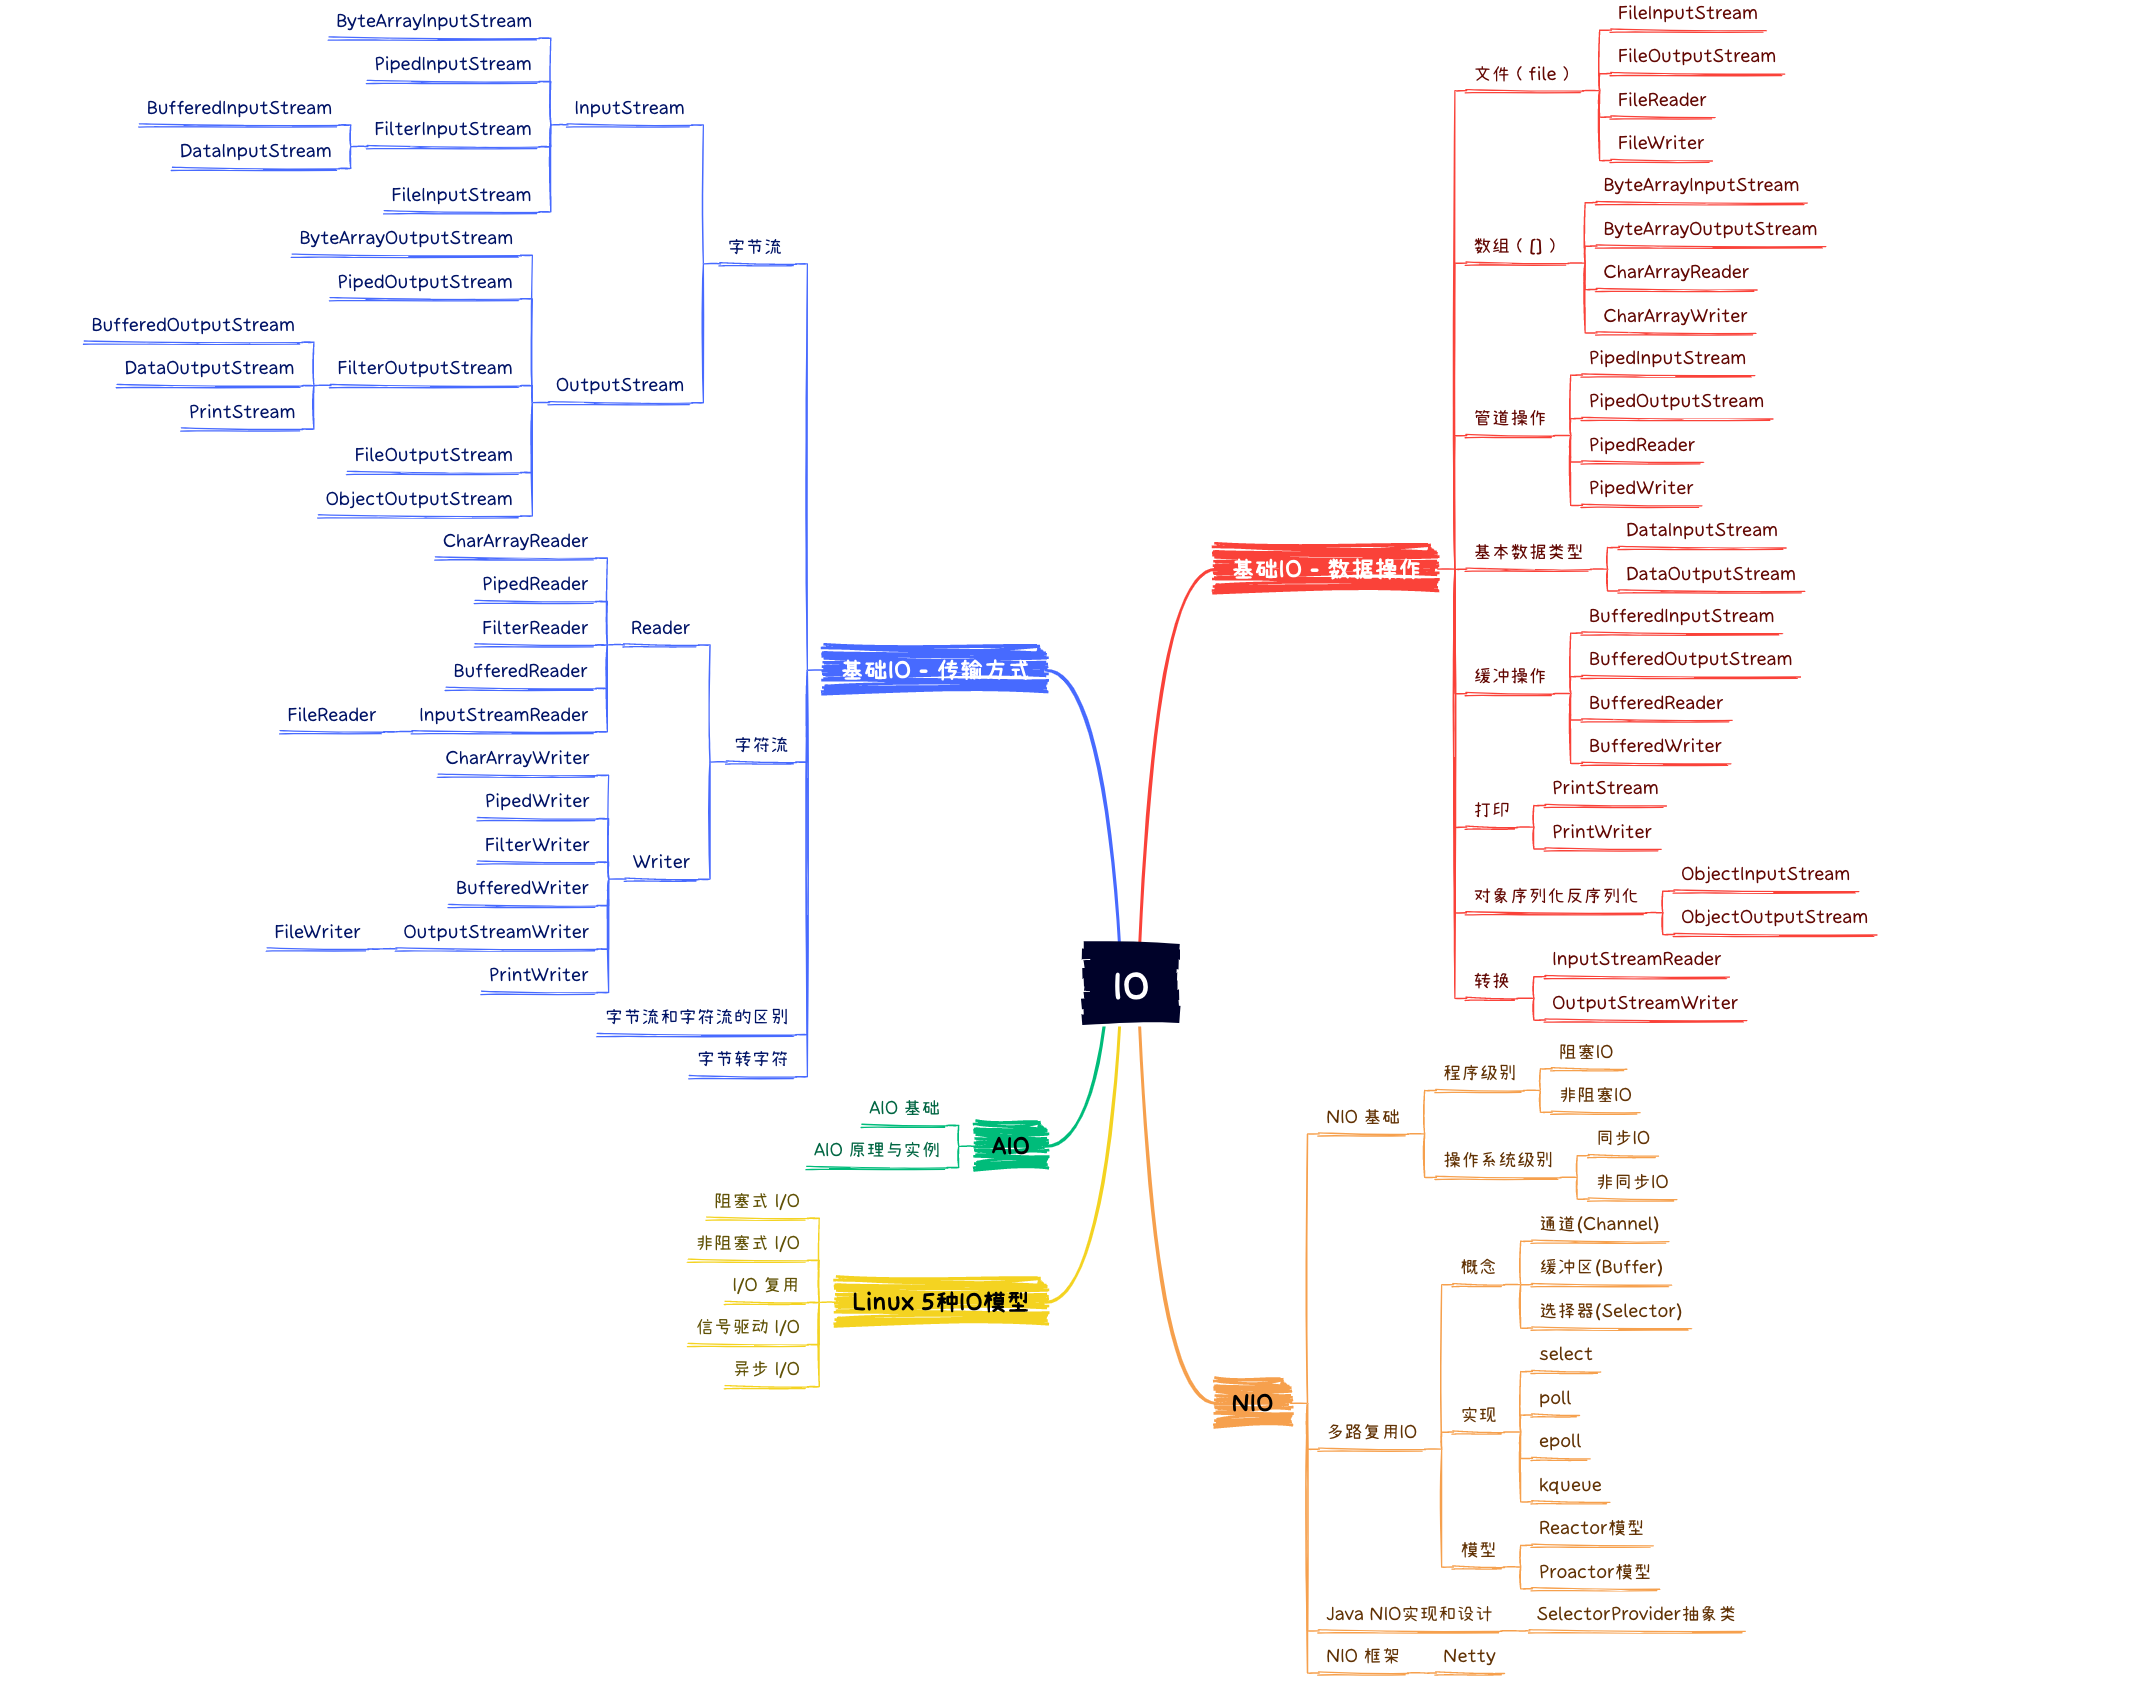 IO
基础IO - 传输方式
字节流
InputStream
ByteArrayInputStream
PipedInputStream
FilterInputStream
BufferedInputStream
DataInputStream
FileInputStream
OutputStream
ByteArrayOutputStream
PipedOutputStream
FilterOutputStream
BufferedOutputStream
DataOutputStream
PrintStream
FileOutputStream
ObjectOutputStream
字符流
Reader
CharArrayReader
PipedReader
FilterReader
BufferedReader
InputStreamReader
FileReader
Writer
CharArrayWriter
PipedWriter
FilterWriter
BufferedWriter
OutputStreamWriter
FileWriter
PrintWriter
字节流和字符流的区别
字节转字符
基础IO - 数据操作
文件（file）
FileInputStream
FileOutputStream
FileReader
FileWriter
数组（[]）
ByteArrayInputStream
ByteArrayOutputStream
CharArrayReader
CharArrayWriter
管道操作
PipedInputStream
PipedOutputStream
PipedReader
PipedWriter
基本数据类型
DataInputStream
DataOutputStream
缓冲操作
BufferedInputStream
BufferedOutputStream
BufferedReader
BufferedWriter
打印
PrintStream
PrintWriter
对象序列化反序列化
ObjectInputStream
ObjectOutputStream
转换
InputStreamReader
OutputStreamWriter
AIO
AIO 基础
AIO 原理与实例
Linux 5种IO模型
阻塞式 I/O
非阻塞式 I/O
I/O 复用
信号驱动 I/O
异步 I/O
NIO
NIO 基础
程序级别
阻塞IO
非阻塞IO
操作系统级别
同步IO
非同步IO
多路复用IO
概念
通道(Channel)
缓冲区(Buffer)
选择器(Selector)
实现
select
poll
epoll
kqueue
模型
Reactor模型
Proactor模型
Java NIO实现和设计
SelectorProvider抽象类
NIO 框架
Netty